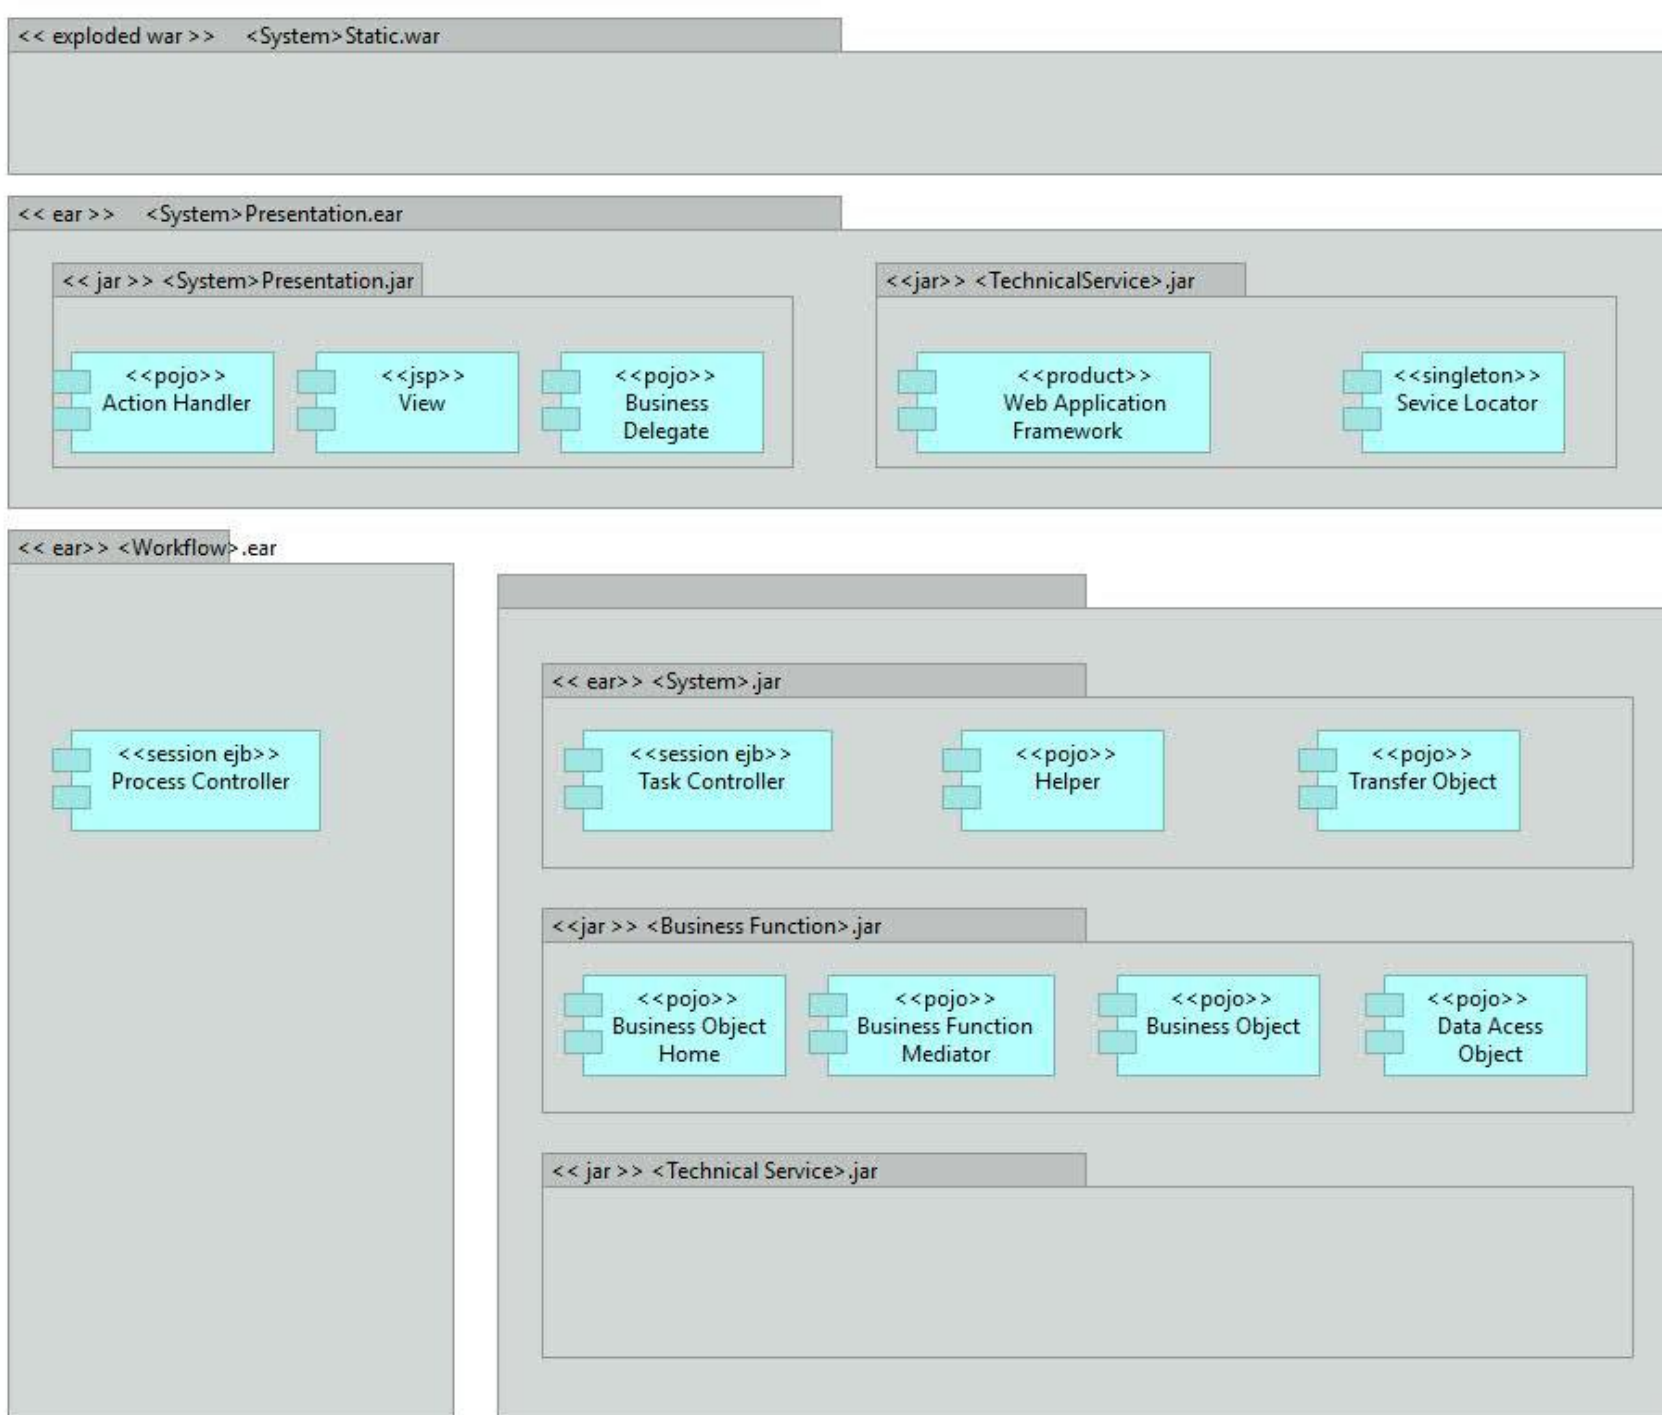 << exploded war >> <System>Static.war
<< ear >> <System>Presentation.ear
<< jar >> <System>Presentation.jar
<<jar>> <TechnicalService>.jar
<<pojo>>
Action Handler
<<jsp>>
View
<<pojo>>
Business
Delegate
<<product>>
Web Application
Framework
<<singleton>>
Sevice Locator
<< ear>> <Workflow>.ear
<<session ejb>>
Process Controller
<< ear>> <System>.jar
<<session ejb>>
Task Controller
<<pojo>>
Helper
<<pojo>>
Transfer Object
<<jar >> <Business Function>.jar
<<pojo>>
Business Object
Home
<<pojo>>
Business Function
Mediator
<<pojo>>
Business Object
<<pojo>>
Data Acess
Object
<< jar >> <Technical Service>.jar